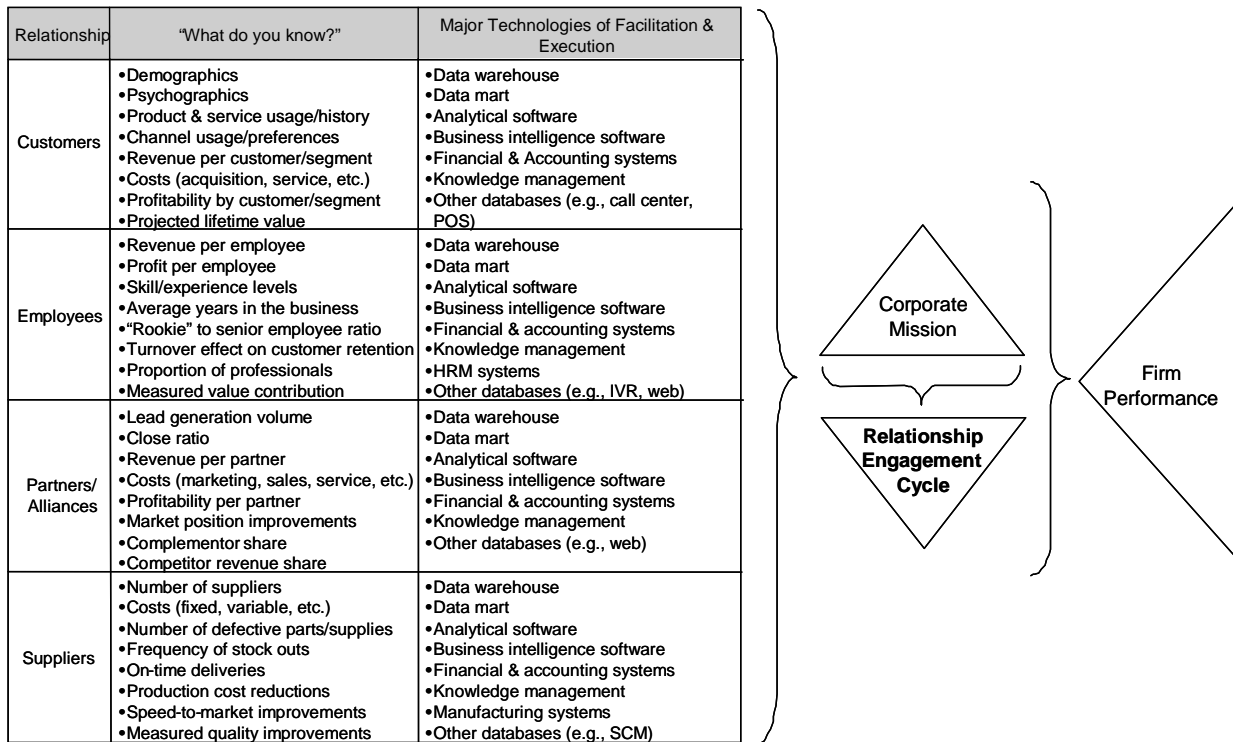 Relationship
“What do you know?”
Major Technologies of Facilitation &
Execution
Customers
•Demographics
•Psychographics
•Product & service usage/history
•Channel usage/preferences
•Revenue per customer/segment
•Costs (acquisition, service, etc.)
•Profitability by customer/segment
•Projected lifetime value
•Data warehouse
•Data mart
•Analytical software
•Business intelligence software
•Financial & Accounting systems
•Knowledge management
•Other databases (e.g., call center,
POS)
Employees
•Revenue per employee
•Profit per employee
•Skill/experience levels
•Average years in the business
•“Rookie” to senior employee ratio
•Turnover effect on customer retention
•Proportion of professionals
•Measured value contribution
•Data warehouse
•Data mart
•Analytical software
•Business intelligence software
•Financial & accounting systems
•Knowledge management
•HRM systems
•Other databases (e.g., IVR, web)
Partners/
Alliances
•Lead generation volume
•Close ratio
•Revenue per partner
•Costs (marketing, sales, service, etc.)
•Profitability per partner
•Market position improvements
•Complementor share
•Competitor revenue share
•Data warehouse
•Data mart
•Analytical software
•Business intelligence software
•Financial & accounting systems
•Knowledge management
•Other databases (e.g., web)
Suppliers
•Number of suppliers
•Costs (fixed, variable, etc.)
•Number of defective parts/supplies
•Frequency of stock outs
•On-time deliveries
•Production cost reductions
•Speed-to-market improvements
•Measured quality improvements
•Data warehouse
•Data mart
•Analytical software
•Business intelligence software
•Financial & accounting systems
•Knowledge management
•Manufacturing systems
•Other databases (e.g., SCM)
Corporate
Mission
Relationship
Engagement
Cycle
Firm
Performance